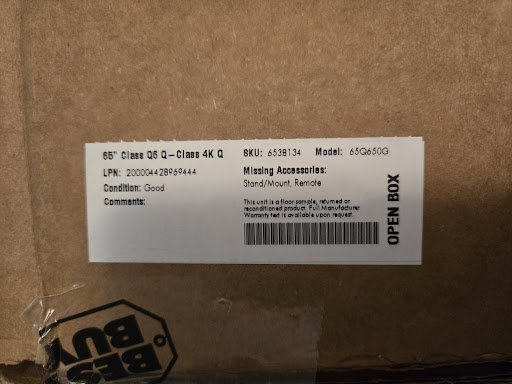 65" Class Q6 Q-Class 4K Q
LPN: 200004428969444
Condition: Good
Comments:
SKU: 6538134 Model: 65Q650G
Missing Accessories:
Stand/Mount, Remote
This unit is a floor sample, returned or
reconditioned product. Full Manufacturer
Warranty text is available upon request.
OPEN BOX
BEST
BUY